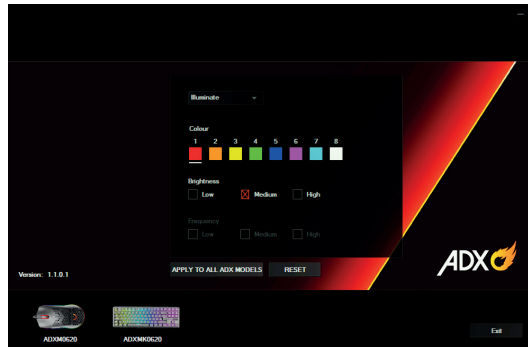 Illuminate
Colour
1 2 3 4 5 6 7 8
Brightness
Low Medium High
Frequency
Low Medium High
APPLY TO ALL ADX MODELS RESET
ADX
Version: 1.1.0.1
ADXM0620 ADXMK0620
Exit